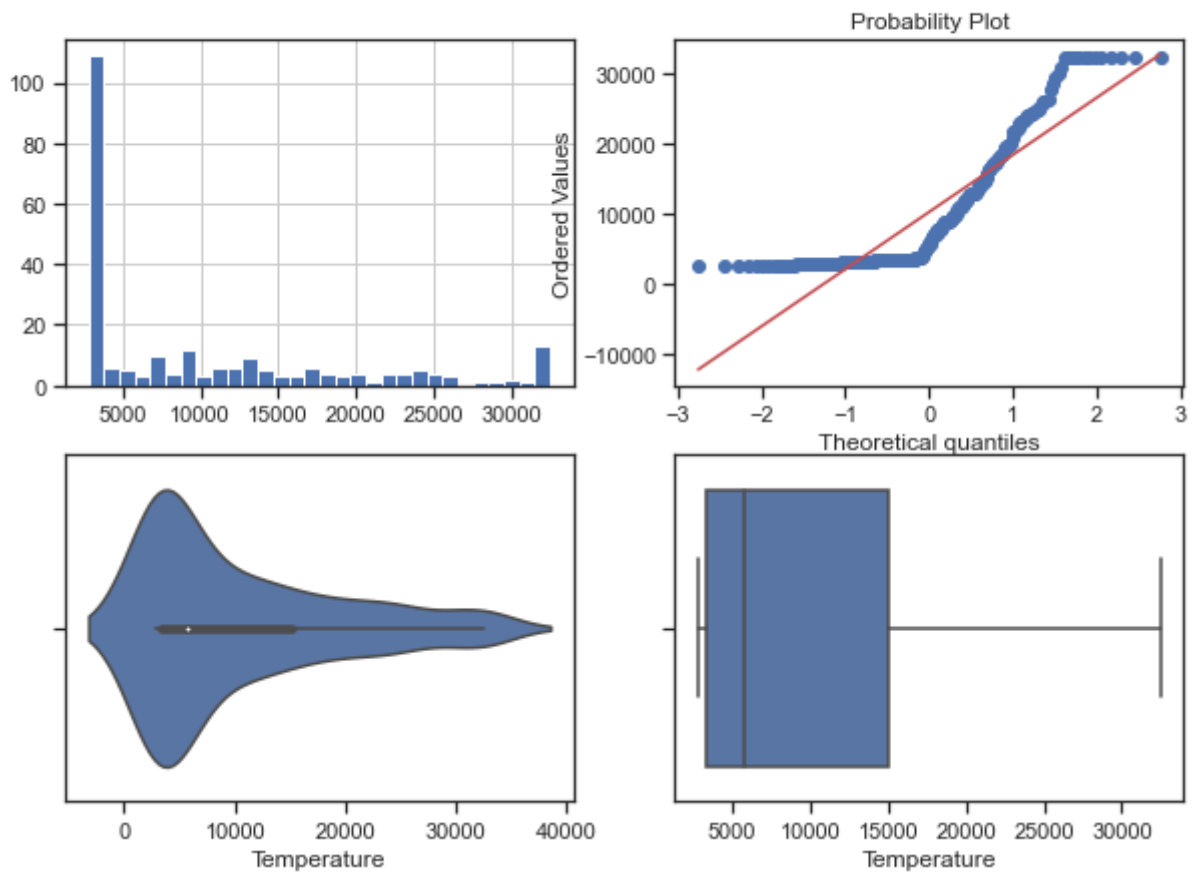 Probability Plot
100
80
60
40
20
0
5000 10000 15000 20000 25000 30000
Ordered Values
30000
20000
10000
0
−10000
−3 −2 −1 0 1 2 3
Theoretical quantiles
0 10000 20000 30000 40000
Temperature
5000 10000 15000 20000 25000 30000
Temperature